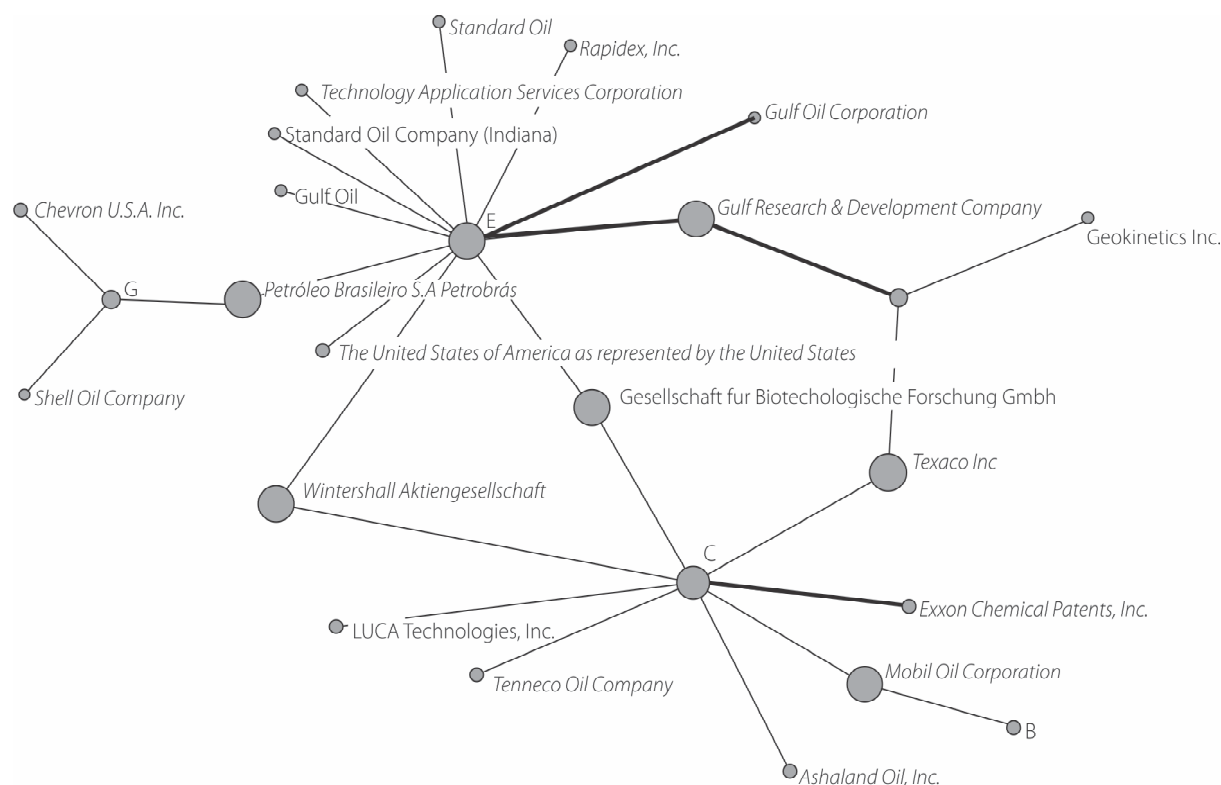 Standard Oil
Rapidex, Inc.
Technology Application Services Corporation
Gulf Oil Corporation
Standard Oil Company (Indiana)
Gulf Oil
Chevron U.S.A. Inc.
E
Gulf Research & Development Company
Geokinetics Inc.
G
Petróleo Brasileiro S.A Petrobrás
The United States of America as represented by the United States
Shell Oil Company
Gesellschaft fur Biotechologische Forschung Gmbh
Texaco Inc
Wintershall Aktiengesellschaft
C
Exxon Chemical Patents, Inc.
LUCA Technologies, Inc.
Mobil Oil Corporation
Tenneco Oil Company
B
Ashaland Oil, Inc.